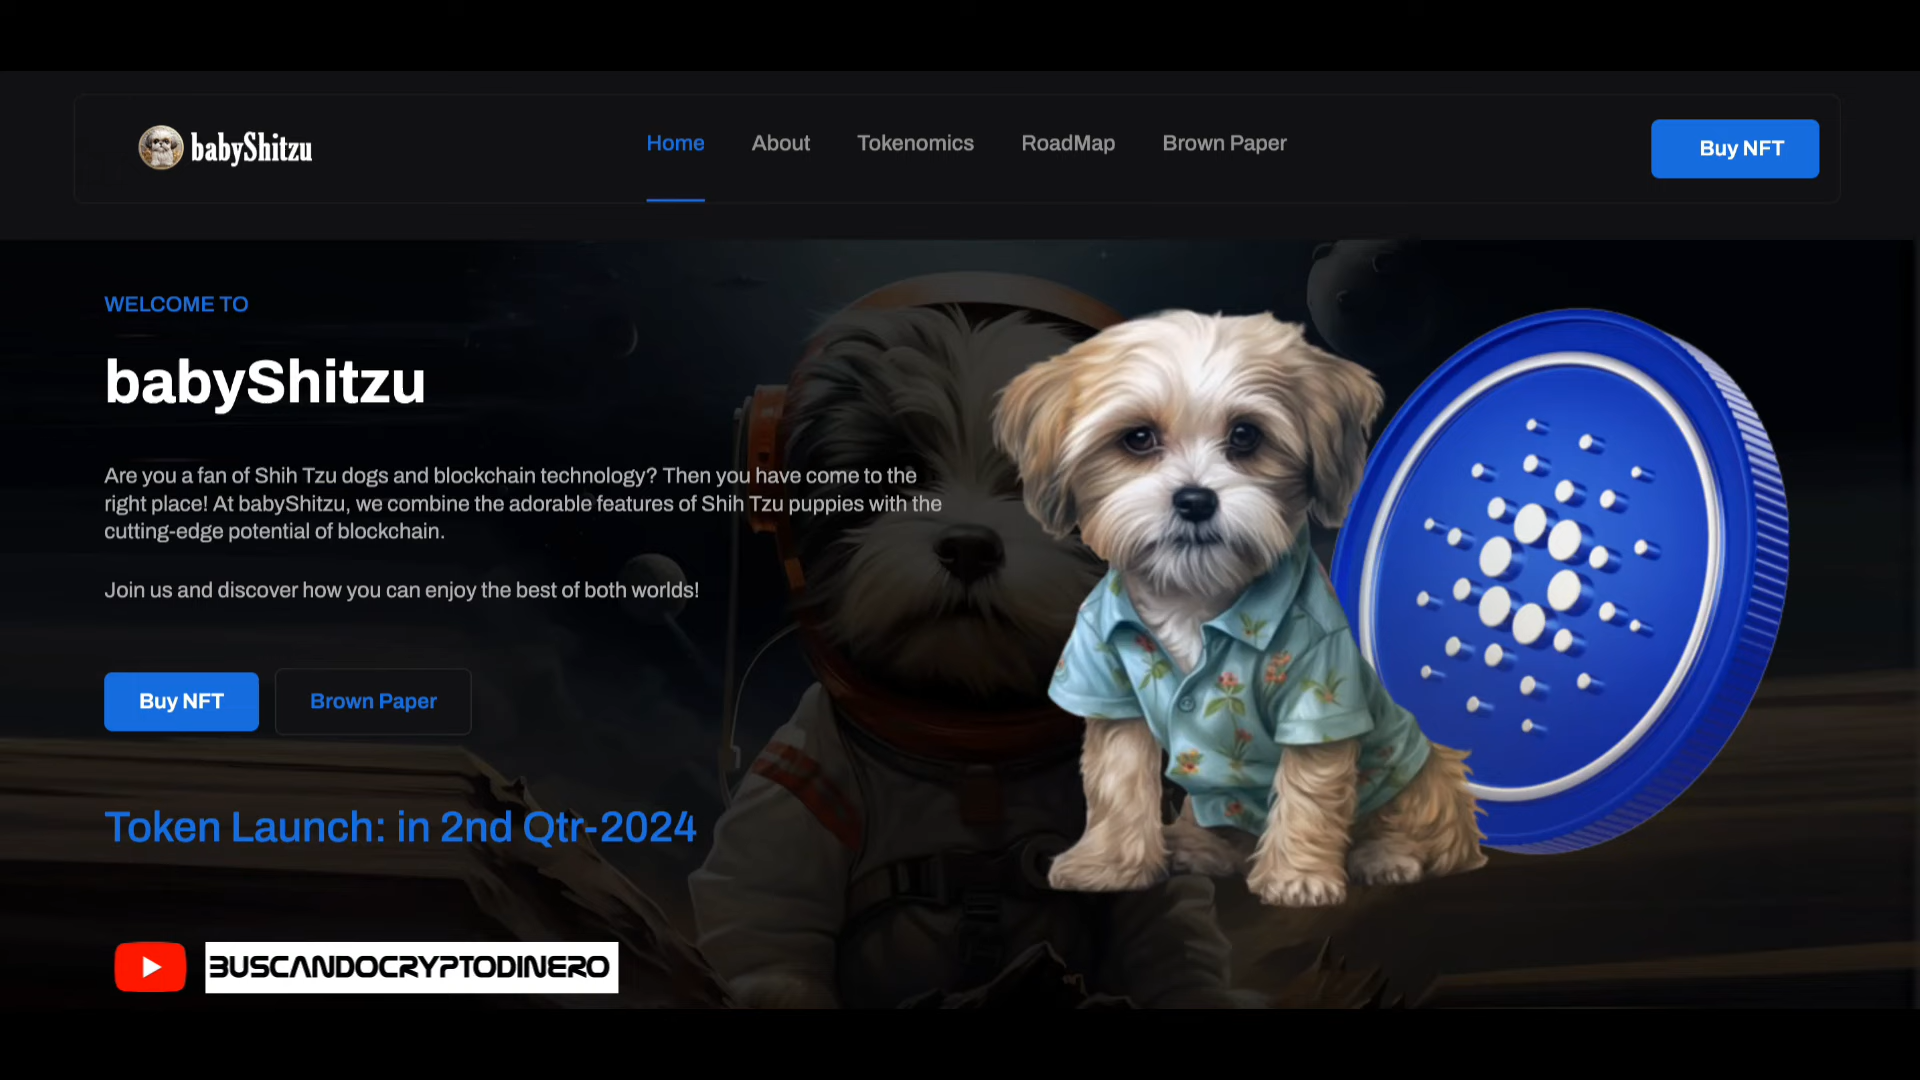 babyShitzu
Home
About
Tokenomics
RoadMap
Brown Paper
Buy NFT
WELCOME TO
babyShitzu
Are you a fan of Shih Tzu dogs and blockchain technology? Then you have come to the
right place! At babyShitzu, we combine the adorable features of Shih Tzu puppies with the
cutting-edge potential of blockchain.
Join us and discover how you can enjoy the best of both worlds!
Buy NFT
Brown Paper
Token Launch: in 2nd Qtr-2024
BUSCANDOCRYPTODINERO